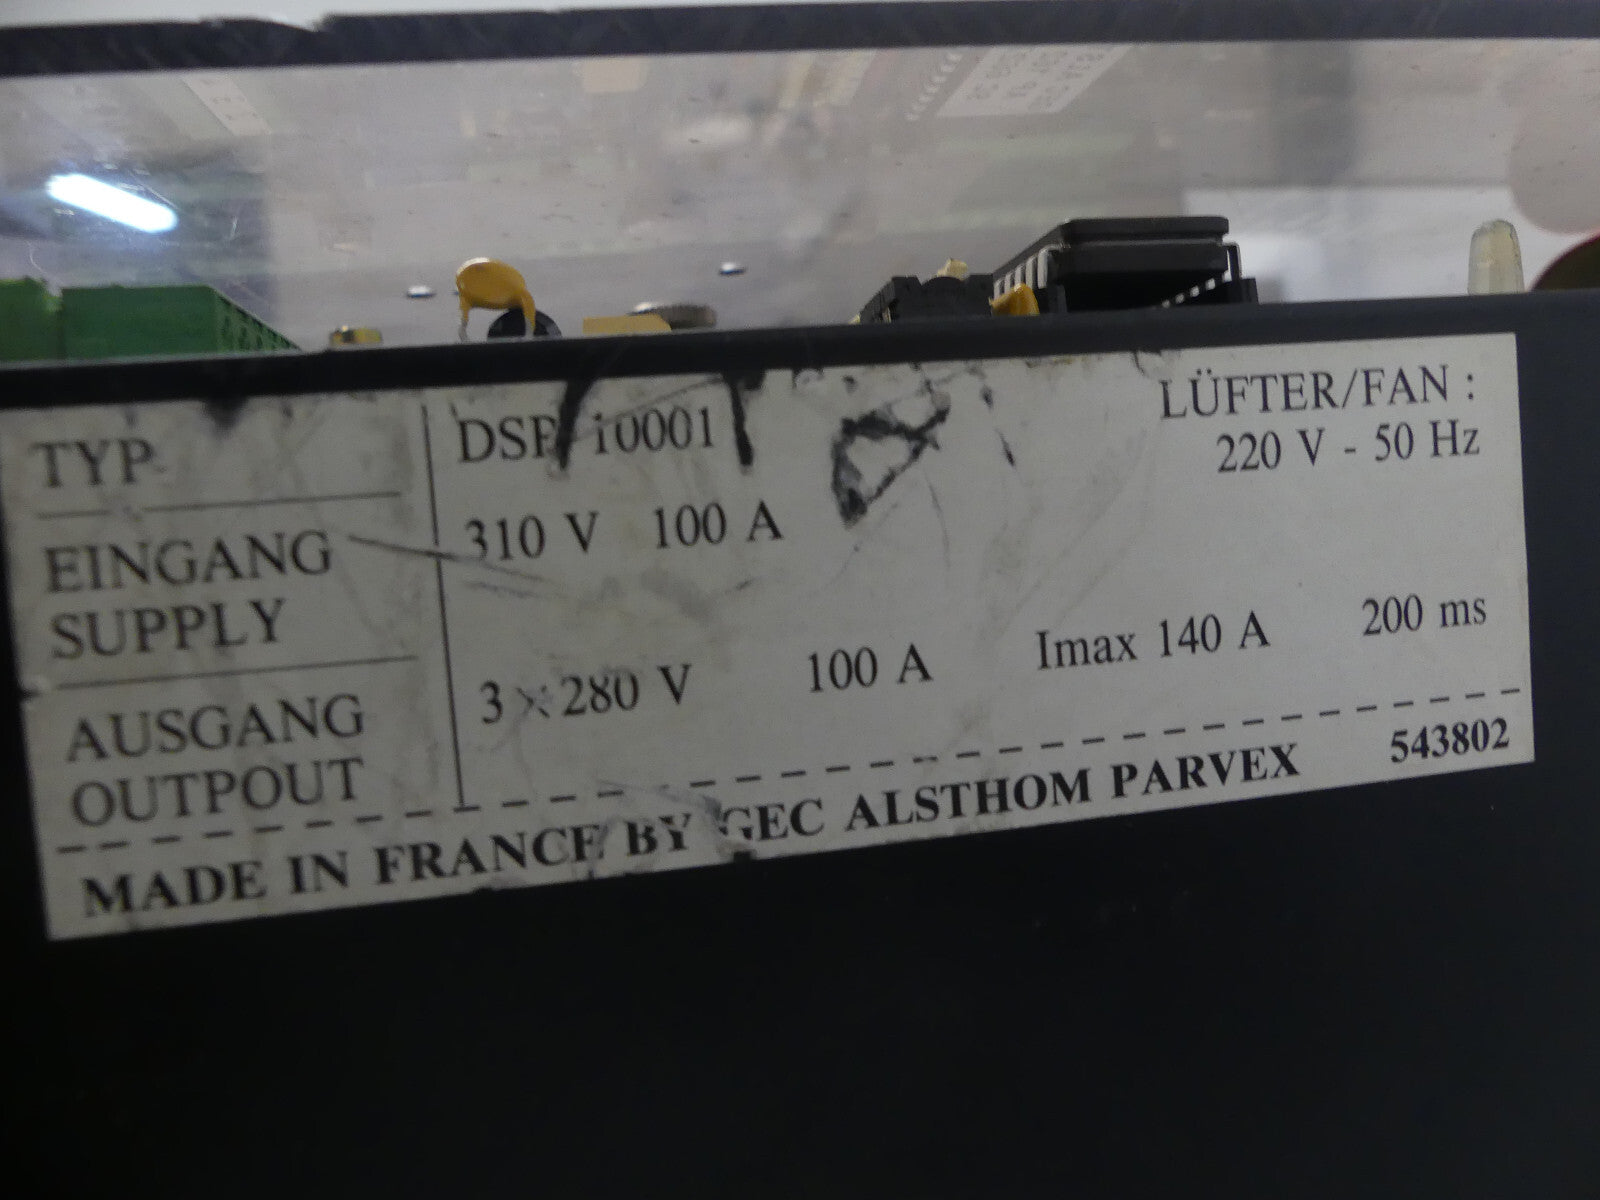 TYP DSF 10001 LÜFTER/FAN :
220 V - 50 Hz
EINGANG
SUPPLY 310 V 100 A
AUSGANG
OUTPOUT 3 × 280 V 100 A Imax 140 A 200 ms
MADE IN FRANCE BY GEC ALSTHOM PARVEX 543802